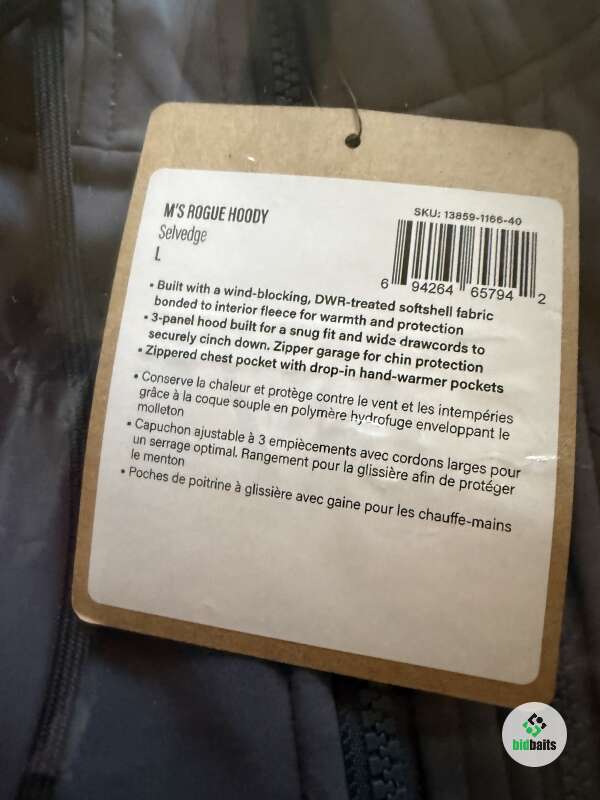 M'S ROGUE HOODY
Selvedge
L
SKU: 13859-1166-40
6 94264 65794 2
• Built with a wind-blocking, DWR-treated softshell fabric
bonded to interior fleece for warmth and protection
• 3-panel hood built for a snug fit and wide drawcords to
securely cinch down. Zipper garage for chin protection
• Zippered chest pocket with drop-in hand-warmer pockets
• Conserve la chaleur et protège contre le vent et les intempéries
grâce à la coque souple en polymère hydrofuge enveloppant le
molleton
• Capuchon ajustable à 3 empiècements avec cordons larges pour
un serrage optimal. Rangement pour la glissière afin de protéger
le menton
• Poches de poitrine à glissière avec gaine pour les chauffe-mains
bidbaits